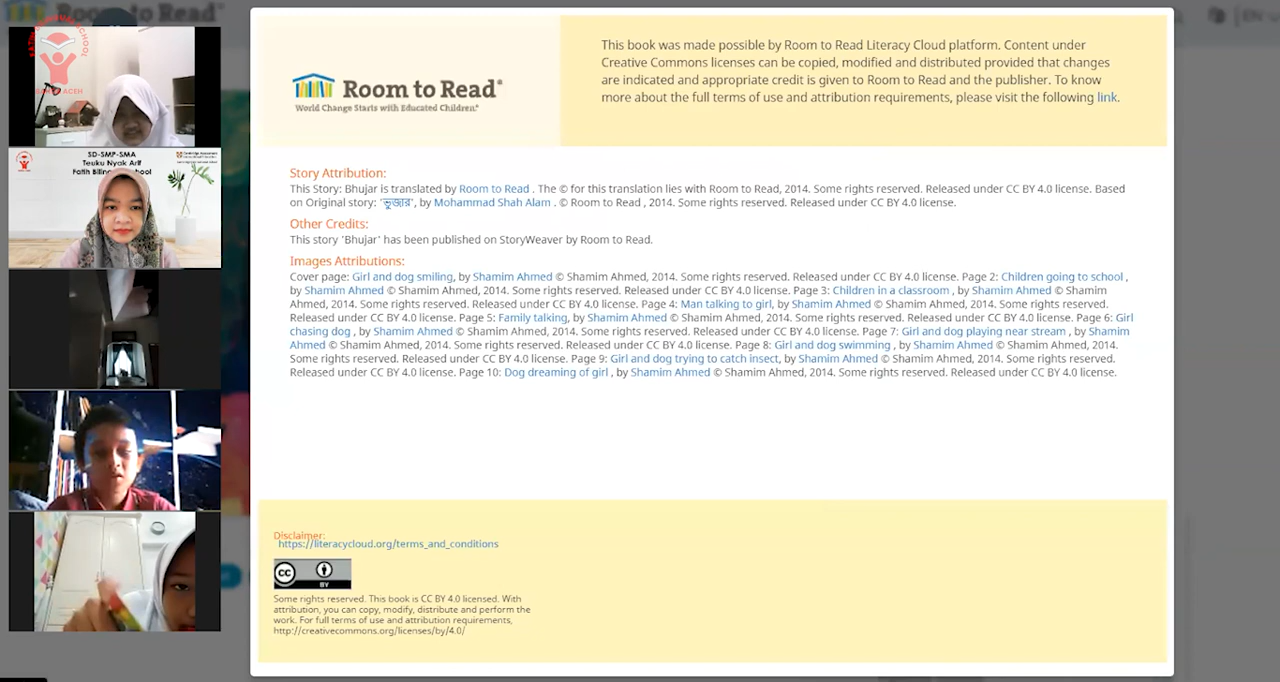 Room to Read®
World Change Starts with Educated Children.®
This book was made possible by Room to Read Literacy Cloud platform. Content under
Creative Commons licenses can be copied, modified and distributed provided that changes
are indicated and appropriate credit is given to Room to Read and the publisher. To know
more about the full terms of use and attribution requirements, please visit the following link.
Story Attribution:
This Story: Bhujar is translated by Room to Read . The © for this translation lies with Room to Read, 2014. Some rights reserved. Released under CC BY 4.0 license. Based
on Original story: 'ভুজার', by Mohammad Shah Alam . © Room to Read , 2014. Some rights reserved. Released under CC BY 4.0 license.
Other Credits:
This story 'Bhujar' has been published on StoryWeaver by Room to Read.
Images Attributions:
Cover page: Girl and dog smiling, by Shamim Ahmed © Shamim Ahmed, 2014. Some rights reserved. Released under CC BY 4.0 license. Page 2: Children going to school ,
by Shamim Ahmed © Shamim Ahmed, 2014. Some rights reserved. Released under CC BY 4.0 license. Page 3: Children in a classroom , by Shamim Ahmed © Shamim
Ahmed, 2014. Some rights reserved. Released under CC BY 4.0 license. Page 4: Man talking to girl, by Shamim Ahmed © Shamim Ahmed, 2014. Some rights reserved.
Released under CC BY 4.0 license. Page 5: Family talking, by Shamim Ahmed © Shamim Ahmed, 2014. Some rights reserved. Released under CC BY 4.0 license. Page 6: Girl
chasing dog , by Shamim Ahmed © Shamim Ahmed, 2014. Some rights reserved. Released under CC BY 4.0 license. Page 7: Girl and dog playing near stream , by Shamim
Ahmed © Shamim Ahmed, 2014. Some rights reserved. Released under CC BY 4.0 license. Page 8: Girl and dog swimming , by Shamim Ahmed © Shamim Ahmed, 2014.
Some rights reserved. Released under CC BY 4.0 license. Page 9: Girl and dog trying to catch insect, by Shamim Ahmed © Shamim Ahmed, 2014. Some rights reserved.
Released under CC BY 4.0 license. Page 10: Dog dreaming of girl , by Shamim Ahmed © Shamim Ahmed, 2014. Some rights reserved. Released under CC BY 4.0 license.
Disclaimer:
https://literacycloud.org/terms_and_conditions
cc BY
Some rights reserved. This book is CC BY 4.0 licensed. With
attribution, you can copy, modify, distribute and perform the
work. For full terms of use and attribution requirements,
http://creativecommons.org/licenses/by/4.0/
SD-SMP-SMA
Teuku Nyak Arif
Fatih Bilingual School
EN